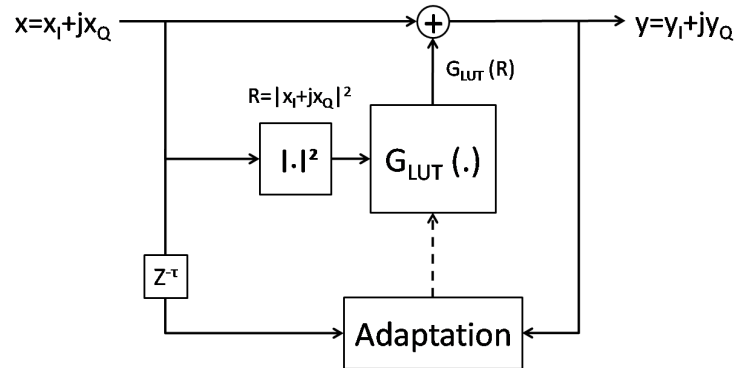 x=x_I+jx_Q
+
y=y_I+jy_Q
G_LUT (R)
R=|x_I+jx_Q|²
|.|²
G_LUT (.)
Z^-τ
Adaptation